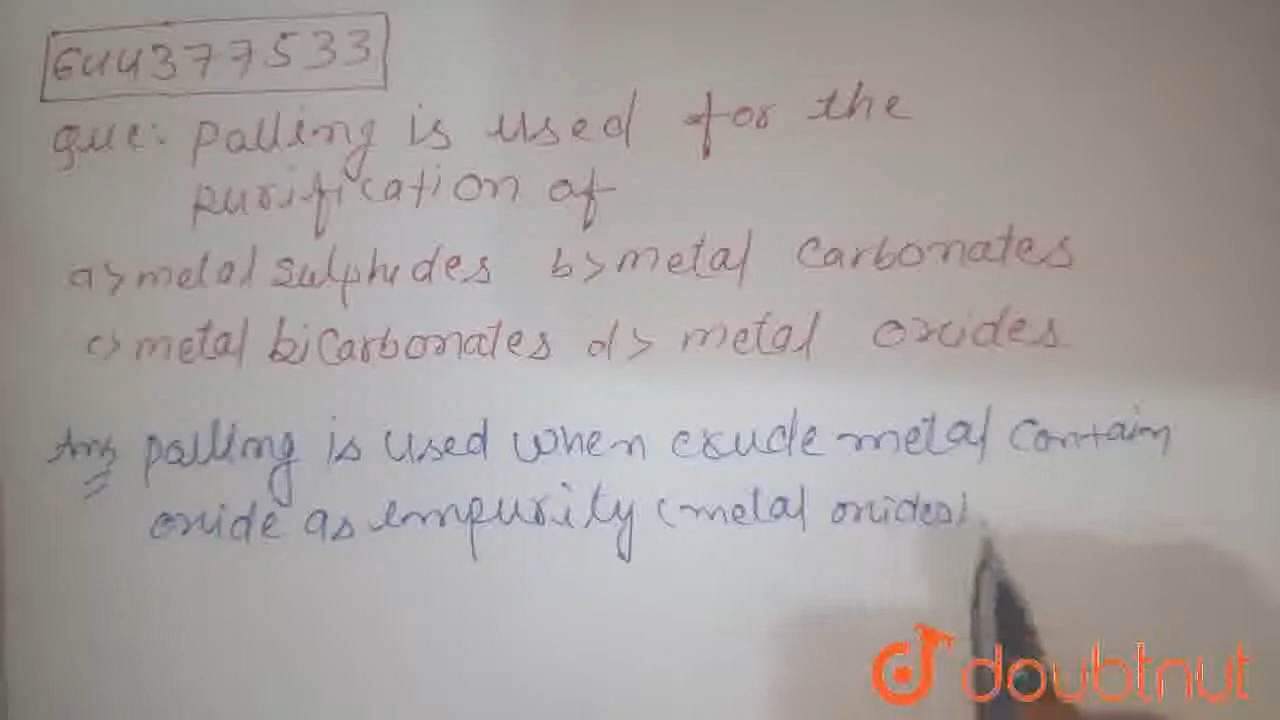 644377533
que: palling is used for the
purification of
a> metal sulphides b> metal carbonates
c> metal bicarbonates d> metal oxides
Ans palling is used when crude metal contain
oxide as empurity (metal oxides).
doubtnut